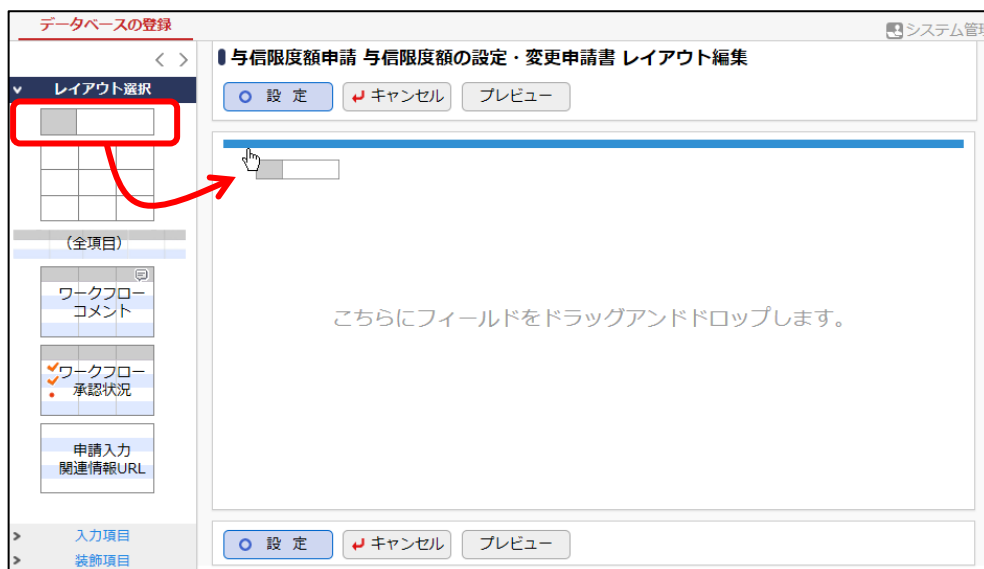 データベースの登録
システム管理
レイアウト選択
与信限度額申請 与信限度額の設定・変更申請書 レイアウト編集
設 定
キャンセル
プレビュー
(全項目)
ワークフロー
コメント
こちらにフィールドをドラッグアンドドロップします。
ワークフロー
承認状況
申請入力
関連情報URL
入力項目
装飾項目
設 定
キャンセル
プレビュー